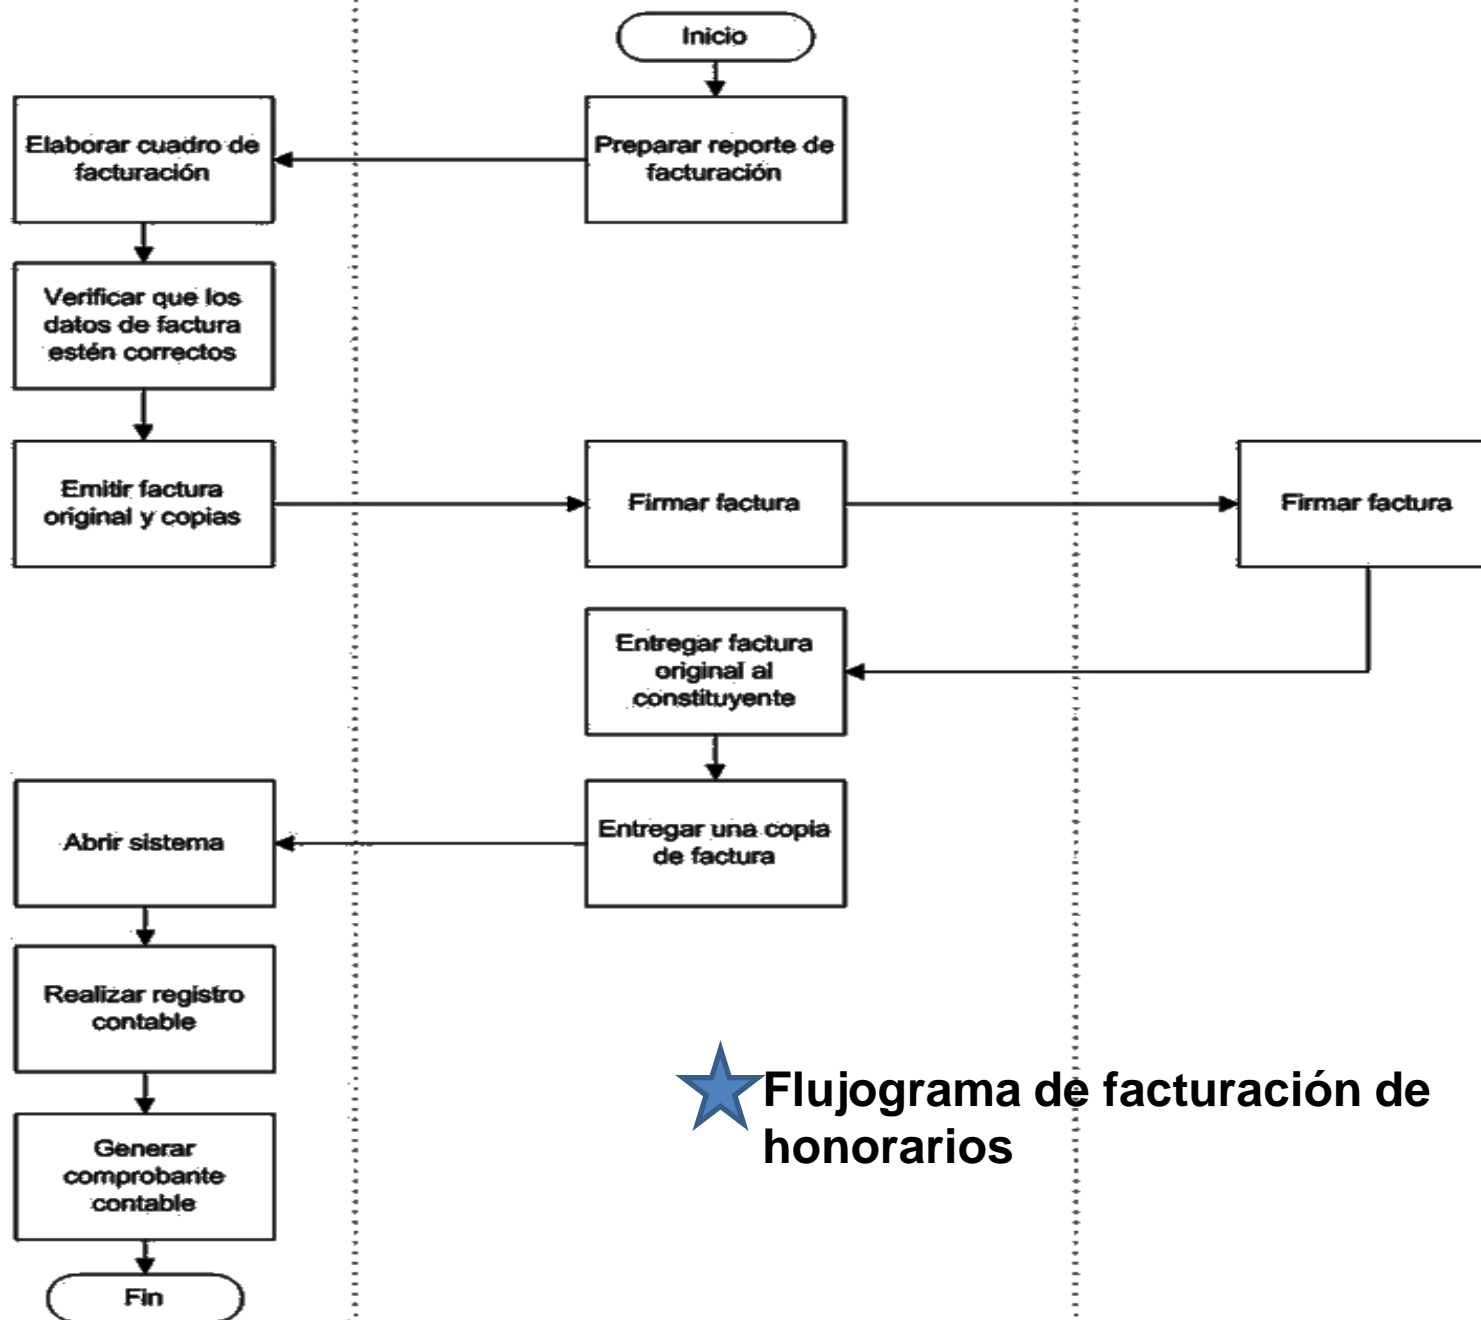 Inicio
Preparar reporte de
facturación
Elaborar cuadro de
facturación
Verificar que los
datos de factura
estén correctos
Emitir factura
original y copias
Firmar factura
Firmar factura
Entregar factura
original al
constituyente
Entregar una copia
de factura
Abrir sistema
Realizar registro
contable
Generar
comprobante
contable
Fin
Flujograma de facturación de
honorarios